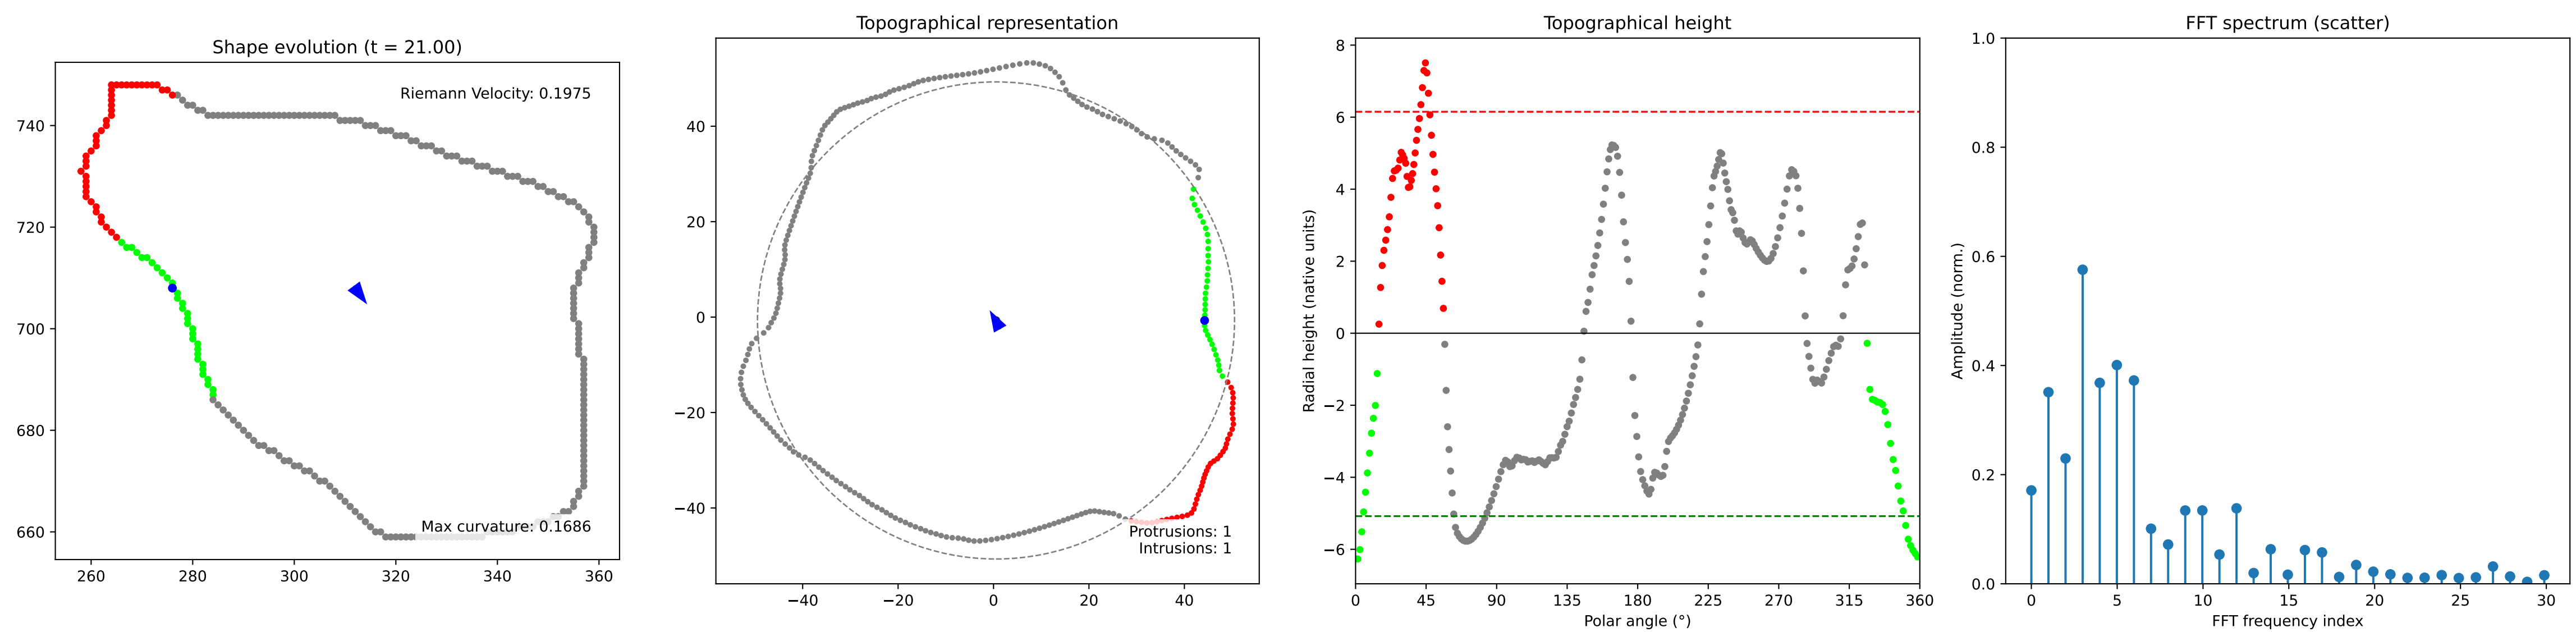 Shape evolution (t = 21.00)
Riemann Velocity: 0.1975
Max curvature: 0.1686
740
720
700
680
660
260 280 300 320 340 360
Topographical representation
40
20
0
−20
−40
−40 −20 0 20 40
Protrusions: 1
Intrusions: 1
Topographical height
Radial height (native units)
8
6
4
2
0
−2
−4
−6
0 45 90 135 180 225 270 315 360
Polar angle (°)
FFT spectrum (scatter)
Amplitude (norm.)
1.0
0.8
0.6
0.4
0.2
0.0
0 5 10 15 20 25 30
FFT frequency index